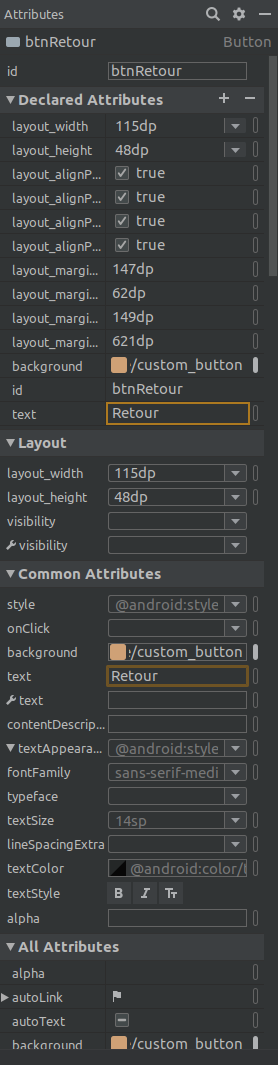 Attributes
btnRetour Button
id btnRetour
Declared Attributes
layout_width 115dp
layout_height 48dp
layout_alignP... true
layout_alignP... true
layout_alignP... true
layout_alignP... true
layout_margi... 147dp
layout_margi... 62dp
layout_margi... 149dp
layout_margi... 621dp
background /custom_button
id btnRetour
text Retour
Layout
layout_width 115dp
layout_height 48dp
visibility
visibility
Common Attributes
style @android:style
onClick
background /custom_button
text Retour
text
contentDescrip...
textAppeara... @android:style
fontFamily sans-serif-medi
typeface
textSize 14sp
lineSpacingExtra
textColor @android:color/t
textStyle B I Tt
alpha
All Attributes
alpha
autoLink
autoText
background /custom_button